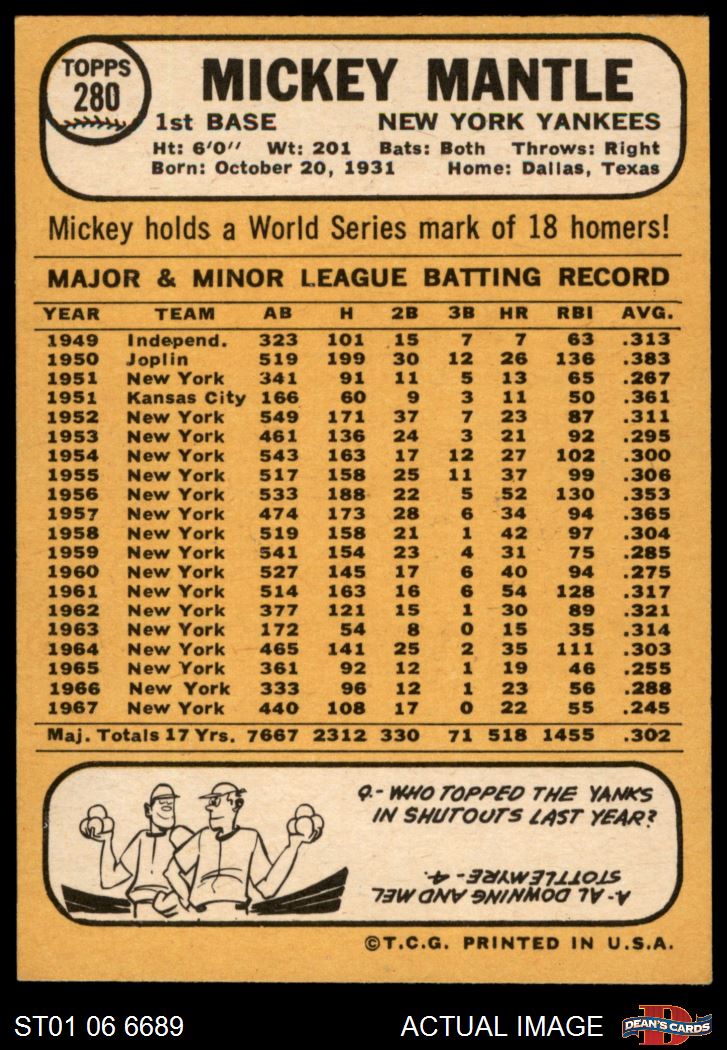 TOPPS
280
MICKEY MANTLE
1st BASE NEW YORK YANKEES
Ht: 6'0" Wt: 201 Bats: Both Throws: Right
Born: October 20, 1931 Home: Dallas, Texas
Mickey holds a World Series mark of 18 homers!
MAJOR & MINOR LEAGUE BATTING RECORD
YEAR TEAM AB H 2B 3B HR RBI AVG.
1949 Independ. 323 101 15 7 7 63 .313
1950 Joplin 519 199 30 12 26 136 .383
1951 New York 341 91 11 5 13 65 .267
1951 Kansas City 166 60 9 3 11 50 .361
1952 New York 549 171 37 7 23 87 .311
1953 New York 461 136 24 3 21 92 .295
1954 New York 543 163 17 12 27 102 .300
1955 New York 517 158 25 11 37 99 .306
1956 New York 533 188 22 5 52 130 .353
1957 New York 474 173 28 6 34 94 .365
1958 New York 519 158 21 1 42 97 .304
1959 New York 541 154 23 4 31 75 .285
1960 New York 527 145 17 6 40 94 .275
1961 New York 514 163 16 6 54 128 .317
1962 New York 377 121 15 1 30 89 .321
1963 New York 172 54 8 0 15 35 .314
1964 New York 465 141 25 2 35 111 .303
1965 New York 361 92 12 1 19 46 .255
1966 New York 333 96 12 1 23 56 .288
1967 New York 440 108 17 0 22 55 .245
Maj. Totals 17 Yrs. 7667 2312 330 71 518 1455 .302
Q.- WHO TOPPED THE YANKS
IN SHUTOUTS LAST YEAR?
A- AL DOWNING AND MEL
STOTTLEMYRE-4.
©T.C.G. PRINTED IN U.S.A.
ST01 06 6689 ACTUAL IMAGE
D
DEAN'S CARDS